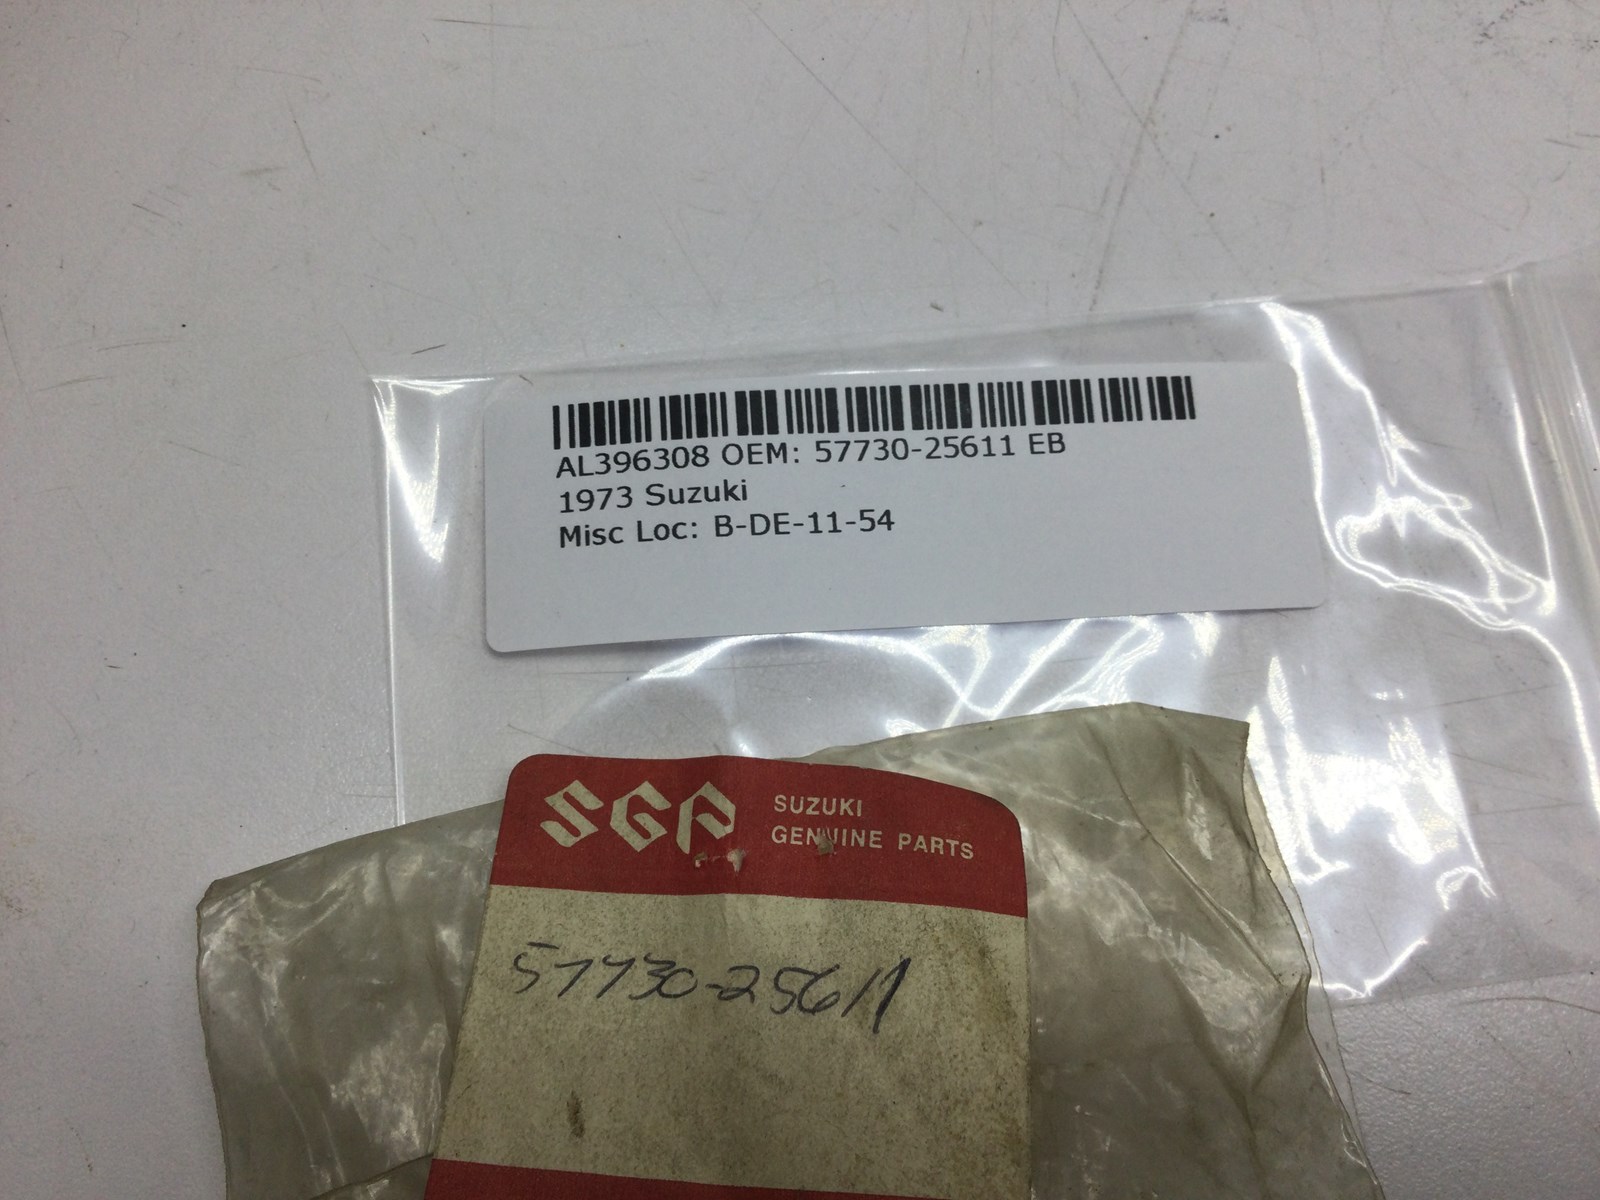 AL396308 OEM: 57730-25611 EB
1973 Suzuki
Misc Loc: B-DE-11-54
SGP SUZUKI
GENUINE PARTS
57730-25611